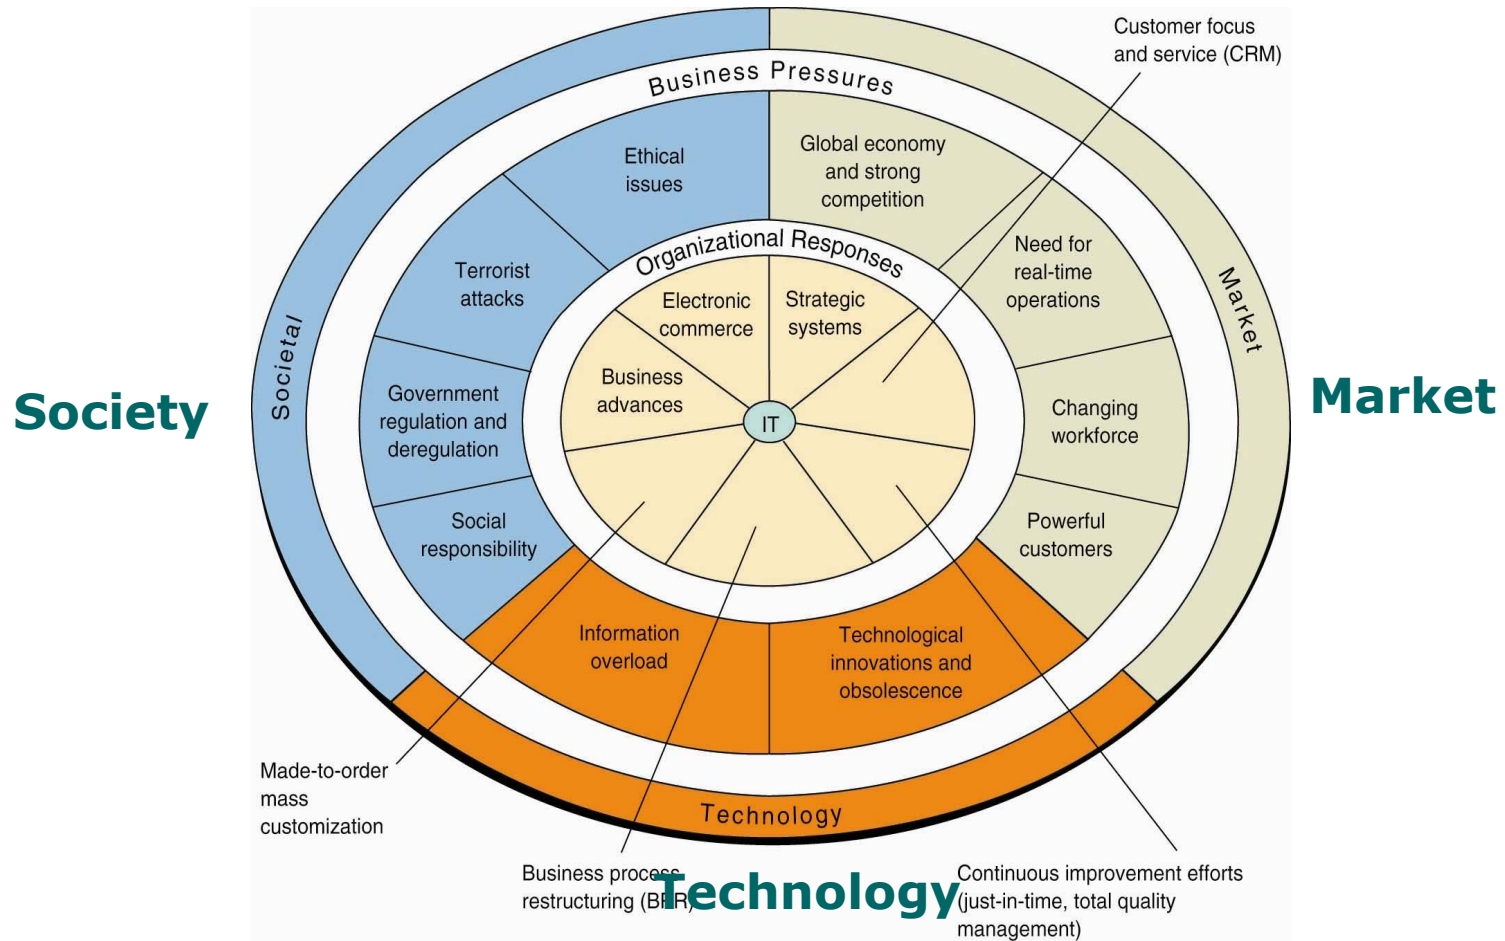 Customer focus
and service (CRM)
Business Pressures
Ethical
issues
Global economy
and strong
competition
Terrorist
attacks
Organizational Responses
Need for
real-time
operations
Electronic
commerce
Strategic
systems
Societal
Market
Society
Government
regulation and
deregulation
Business
advances
IT
Changing
workforce
Market
Social
responsibility
Powerful
customers
Information
overload
Technological
innovations and
obsolescence
Made-to-order
mass
customization
Technology
Business process
restructuring (BPR)
Technology
Continuous improvement efforts
(just-in-time, total quality
management)